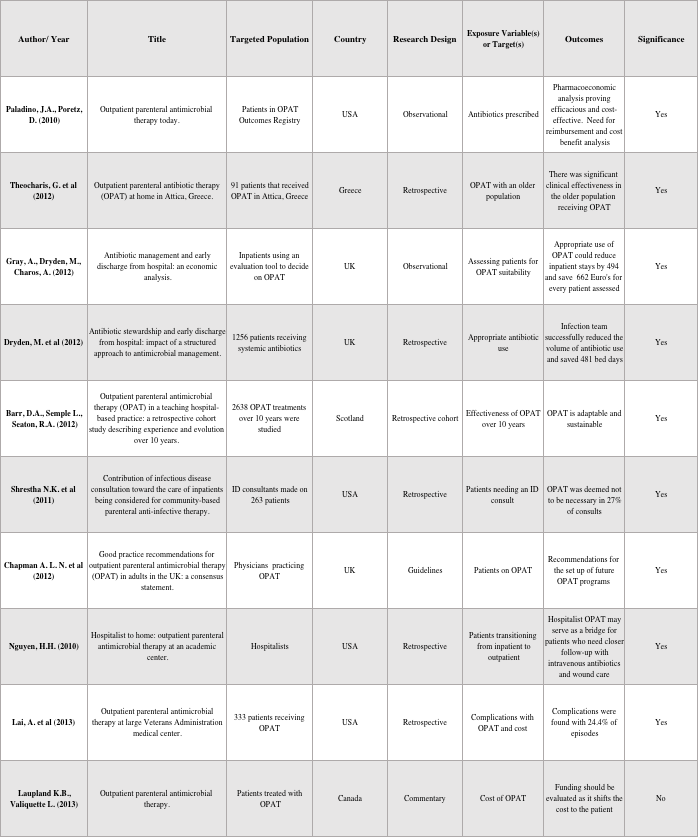 Author/ Year
Title
Targeted Population
Country
Research Design
Exposure Variable(s)
or Target(s)
Outcomes
Significance
Paladino, J.A., Poretz,
D. (2010)
Outpatient parenteral antimicrobial
therapy today.
Patients in OPAT
Outcomes Registry
USA
Observational
Antibiotics prescribed
Pharmacoeconomic
analysis proving
efficacious and cost-
effective. Need for
reimbursement and cost
benefit analysis
Yes
Theocharis, G. et al
(2012)
Outpatient parenteral antibiotic therapy
(OPAT) at home in Attica, Greece.
91 patients that received
OPAT in Attica, Greece
Greece
Retrospective
OPAT with an older
population
There was significant
clinical effectiveness in
the older population
receiving OPAT
Yes
Gray, A., Dryden, M.,
Charos, A. (2012)
Antibiotic management and early
discharge from hospital: an economic
analysis.
Inpatients using an
evaluation tool to decide
on OPAT
UK
Observational
Assessing patients for
OPAT suitability
Appropriate use of
OPAT could reduce
inpatient stays by 494
and save 662 Euro's for
every patient assessed
Yes
Dryden, M. et al (2012)
Antibiotic stewardship and early discharge
from hospital: impact of a structured
approach to antimicrobial management.
1256 patients receiving
systemic antibiotics
UK
Retrospective
Appropriate antibiotic
use
Infection team
successfully reduced the
volume of antibiotic use
and saved 481 bed days
Yes
Barr, D.A., Semple L.,
Seaton, R.A. (2012)
Outpatient parenteral antimicrobial
therapy (OPAT) in a teaching hospital-
based practice: a retrospective cohort
study describing experience and evolution
over 10 years.
2638 OPAT treatments
over 10 years were
studied
Scotland
Retrospective cohort
Effectiveness of OPAT
over 10 years
OPAT is adaptable and
sustainable
Yes
Shrestha N.K. et al
(2011)
Contribution of infectious disease
consultation toward the care of inpatients
being considered for community-based
parenteral anti-infective therapy.
ID consultants made on
263 patients
USA
Retrospective
Patients needing an ID
consult
OPAT was deemed not
to be necessary in 27%
of consults
Yes
Chapman A. L. N. et al
(2012)
Good practice recommendations for
outpatient parenteral antimicrobial therapy
(OPAT) in adults in the UK: a consensus
statement.
Physicians practicing
OPAT
UK
Guidelines
Patients on OPAT
Recommendations for
the set up of future
OPAT programs
Yes
Nguyen, H.H. (2010)
Hospitalist to home: outpatient parenteral
antimicrobial therapy at an academic
center.
Hospitalists
USA
Retrospective
Patients transitioning
from inpatient to
outpatient
Hospitalist OPAT may
serve as a bridge for
patients who need closer
follow-up with
intravenous antibiotics
and wound care
Yes
Lai, A. et al (2013)
Outpatient parenteral antimicrobial
therapy at large Veterans Administration
medical center.
333 patients receiving
OPAT
USA
Retrospective
Complications with
OPAT and cost
Complications were
found with 24.4% of
episodes
Yes
Laupland K.B.,
Valiquette L. (2013)
Outpatient parenteral antimicrobial
therapy.
Patients treated with
OPAT
Canada
Commentary
Cost of OPAT
Funding should be
evaluated as it shifts the
cost to the patient
No